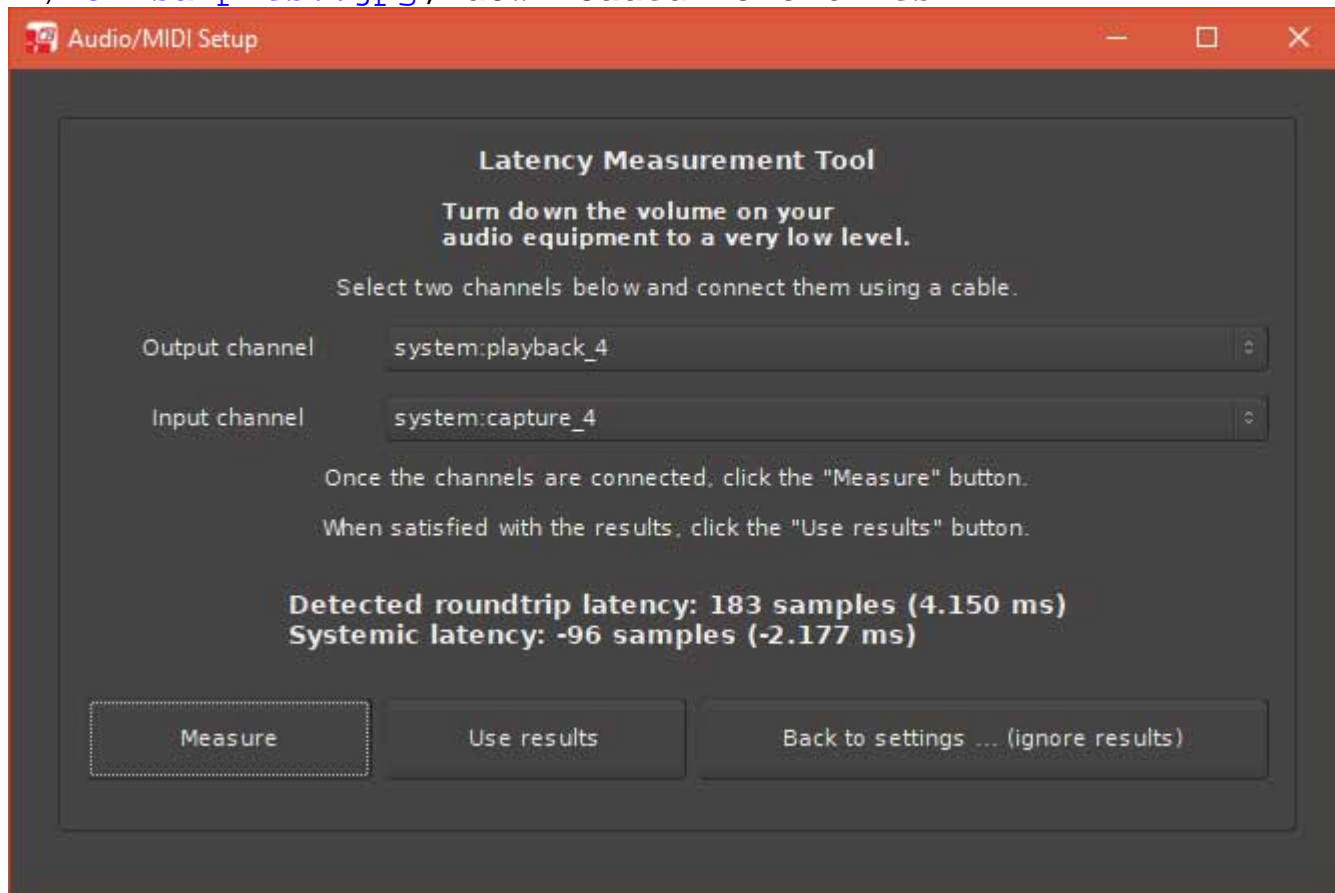 Audio/MIDI Setup
Latency Measurement Tool
Turn down the volume on your
audio equipment to a very low level.
Select two channels below and connect them using a cable.
Output channel system:playback_4
Input channel system:capture_4
Once the channels are connected, click the "Measure" button.
When satisfied with the results, click the "Use results" button.
Detected roundtrip latency: 183 samples (4.150 ms)
Systemic latency: -96 samples (-2.177 ms)
Measure Use results Back to settings ... (ignore results)